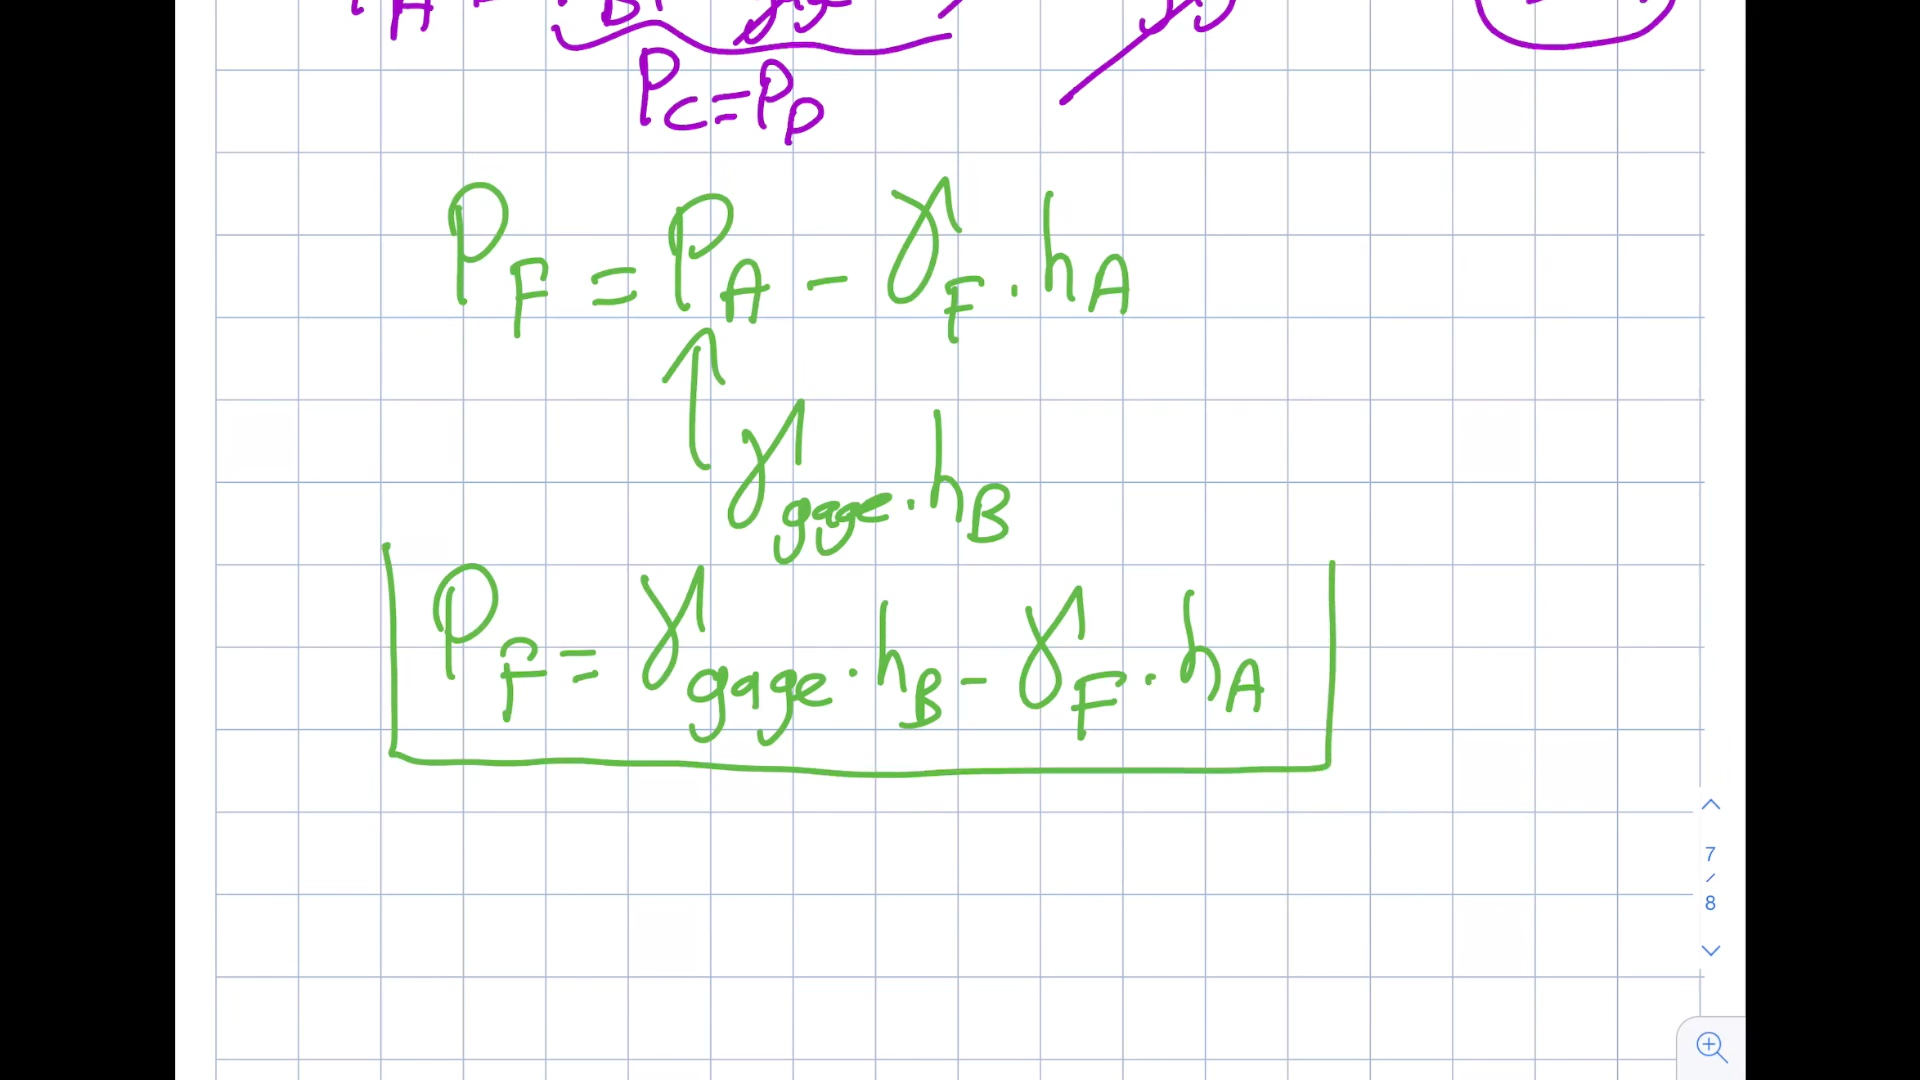 P_C = P_D
P_F = P_A - γ_F · h_A
γ_gage · h_B
P_F = γ_gage · h_B - γ_F · h_A
7
/
8